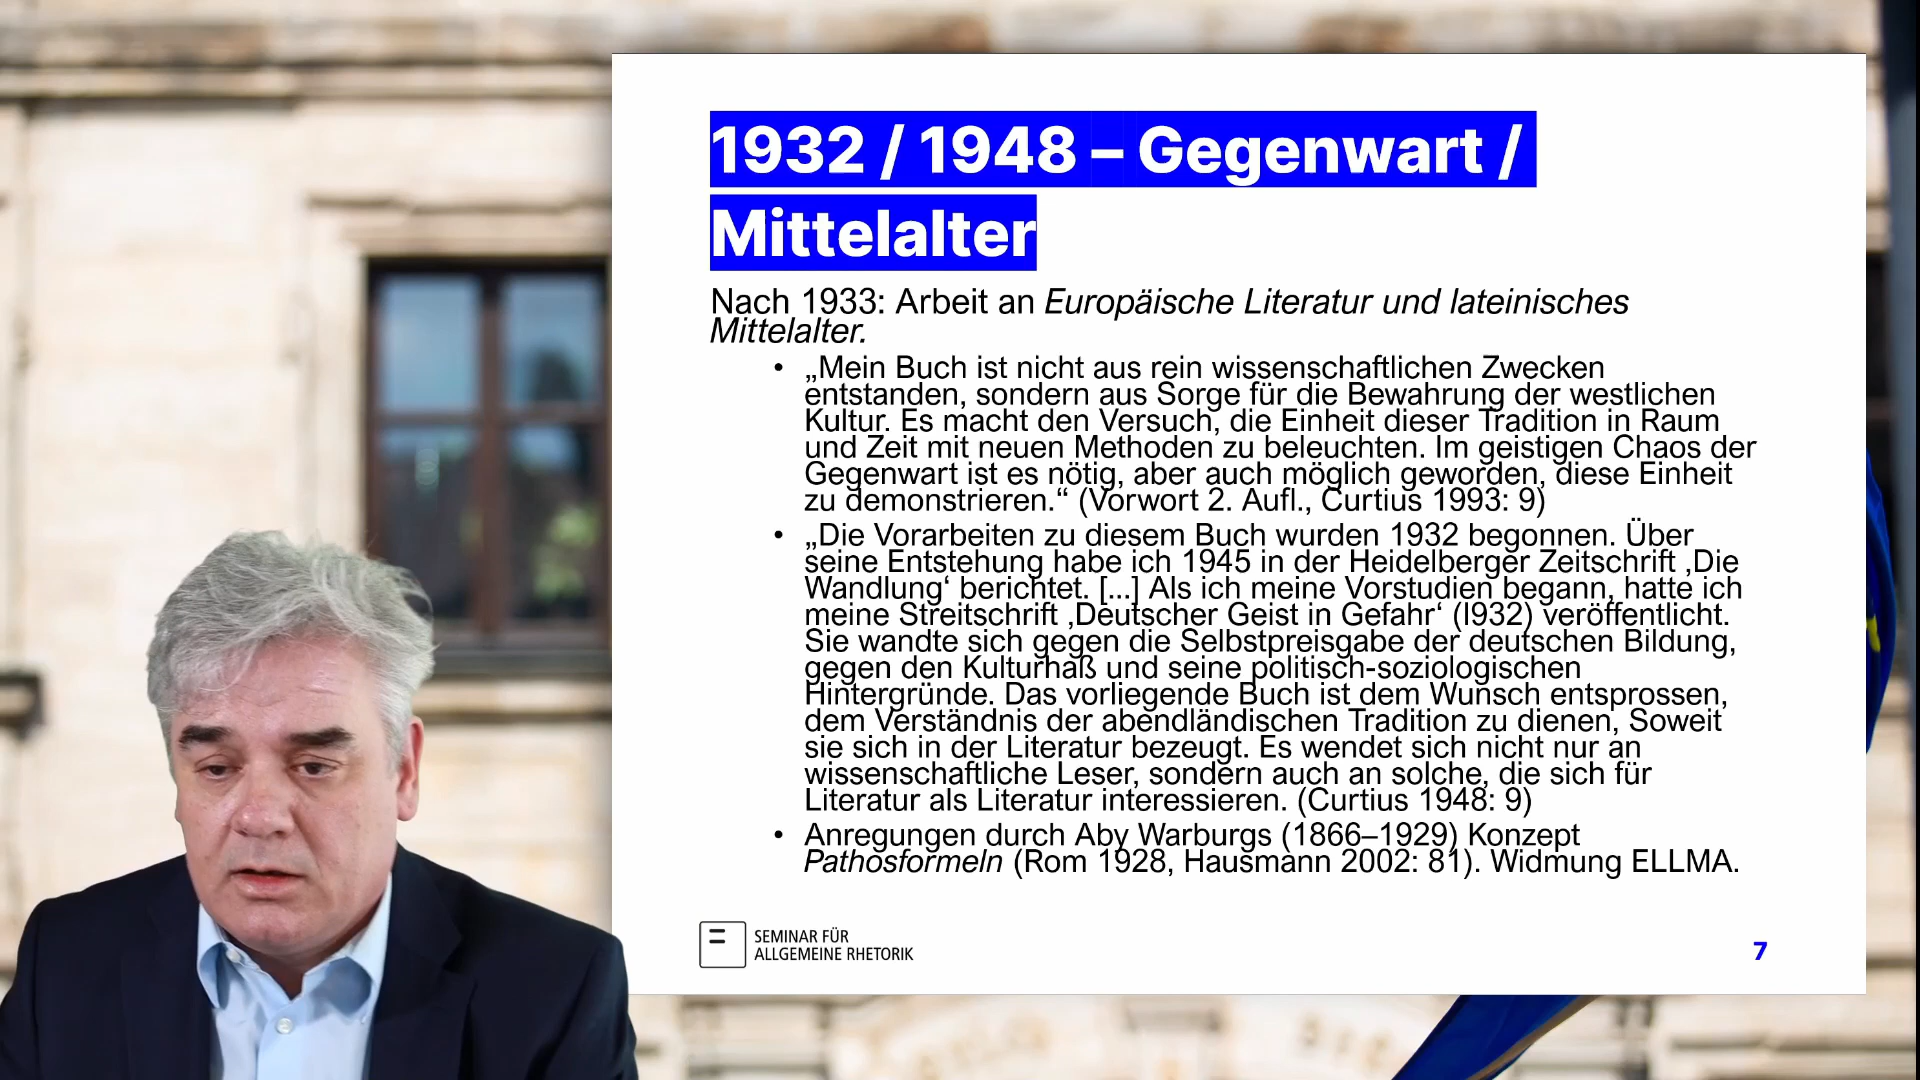 1932 / 1948 – Gegenwart /
Mittelalter
Nach 1933: Arbeit an Europäische Literatur und lateinisches
Mittelalter.
• „Mein Buch ist nicht aus rein wissenschaftlichen Zwecken
entstanden, sondern aus Sorge für die Bewahrung der westlichen
Kultur. Es macht den Versuch, die Einheit dieser Tradition in Raum
und Zeit mit neuen Methoden zu beleuchten. Im geistigen Chaos der
Gegenwart ist es nötig, aber auch möglich geworden, diese Einheit
zu demonstrieren.“ (Vorwort 2. Aufl., Curtius 1993: 9)
• „Die Vorarbeiten zu diesem Buch wurden 1932 begonnen. Über
seine Entstehung habe ich 1945 in der Heidelberger Zeitschrift ‚Die
Wandlung‘ berichtet. [...] Als ich meine Vorstudien begann, hatte ich
meine Streitschrift ‚Deutscher Geist in Gefahr‘ (I932) veröffentlicht.
Sie wandte sich gegen die Selbstpreisgabe der deutschen Bildung,
gegen den Kulturhaß und seine politisch-soziologischen
Hintergründe. Das vorliegende Buch ist dem Wunsch entsprossen,
dem Verständnis der abendländischen Tradition zu dienen, Soweit
sie sich in der Literatur bezeugt. Es wendet sich nicht nur an
wissenschaftliche Leser, sondern auch an solche, die sich für
Literatur als Literatur interessieren. (Curtius 1948: 9)
• Anregungen durch Aby Warburgs (1866–1929) Konzept
Pathosformeln (Rom 1928, Hausmann 2002: 81). Widmung ELLMA.
SEMINAR FÜR
ALLGEMEINE RHETORIK
7